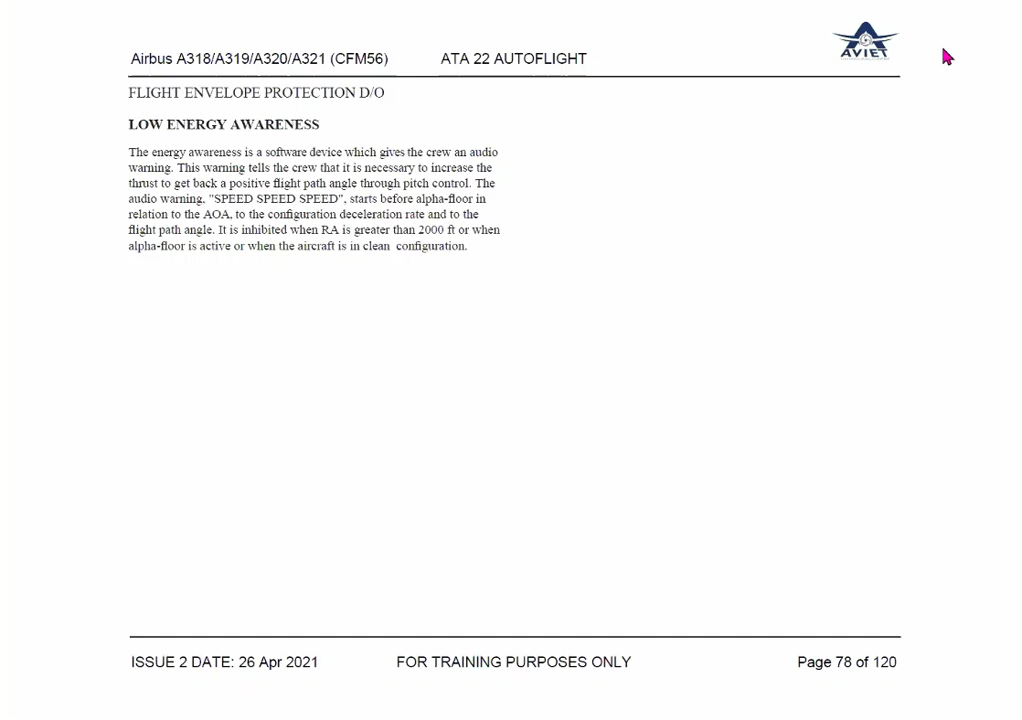 Airbus A318/A319/A320/A321 (CFM56) ATA 22 AUTOFLIGHT
AVIET
FLIGHT ENVELOPE PROTECTION D/O
LOW ENERGY AWARENESS
The energy awareness is a software device which gives the crew an audio
warning. This warning tells the crew that it is necessary to increase the
thrust to get back a positive flight path angle through pitch control. The
audio warning, "SPEED SPEED SPEED", starts before alpha-floor in
relation to the AOA, to the configuration deceleration rate and to the
flight path angle. It is inhibited when RA is greater than 2000 ft or when
alpha-floor is active or when the aircraft is in clean configuration.
ISSUE 2 DATE: 26 Apr 2021 FOR TRAINING PURPOSES ONLY Page 78 of 120